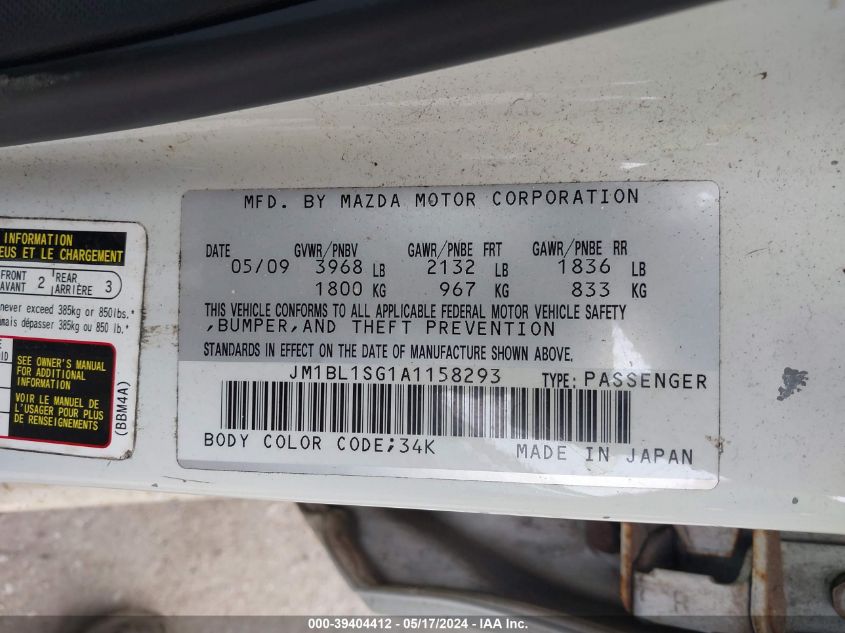 MFD. BY MAZDA MOTOR CORPORATION
DATE GVWR/PNBV GAWR/PNBE FRT GAWR/PNBE RR
05/09 3968 LB 2132 LB 1836 LB
1800 KG 967 KG 833 KG
THIS VEHICLE CONFORMS TO ALL APPLICABLE FEDERAL MOTOR VEHICLE SAFETY
,BUMPER,AND THEFT PREVENTION
STANDARDS IN EFFECT ON THE DATE OF MANUFACTURE SHOWN ABOVE.
JM1BL1SG1A1158293 TYPE:PASSENGER
BODY COLOR CODE;34K MADE IN JAPAN
INFORMATION
EUS ET LE CHARGEMENT
FRONT 2 REAR 3
AVANT ARRIÈRE
never exceed 385kg or 850lbs.*
amais dépasser 385kg ou 850 lb.*
SEE OWNER'S MANUAL
FOR ADDITIONAL
INFORMATION
VOIR LE MANUEL DE
L'USAGER POUR PLUS
DE RENSEIGNEMENTS
(BBM4A)
R
000-39404412 - 05/17/2024 - IAA, Inc.